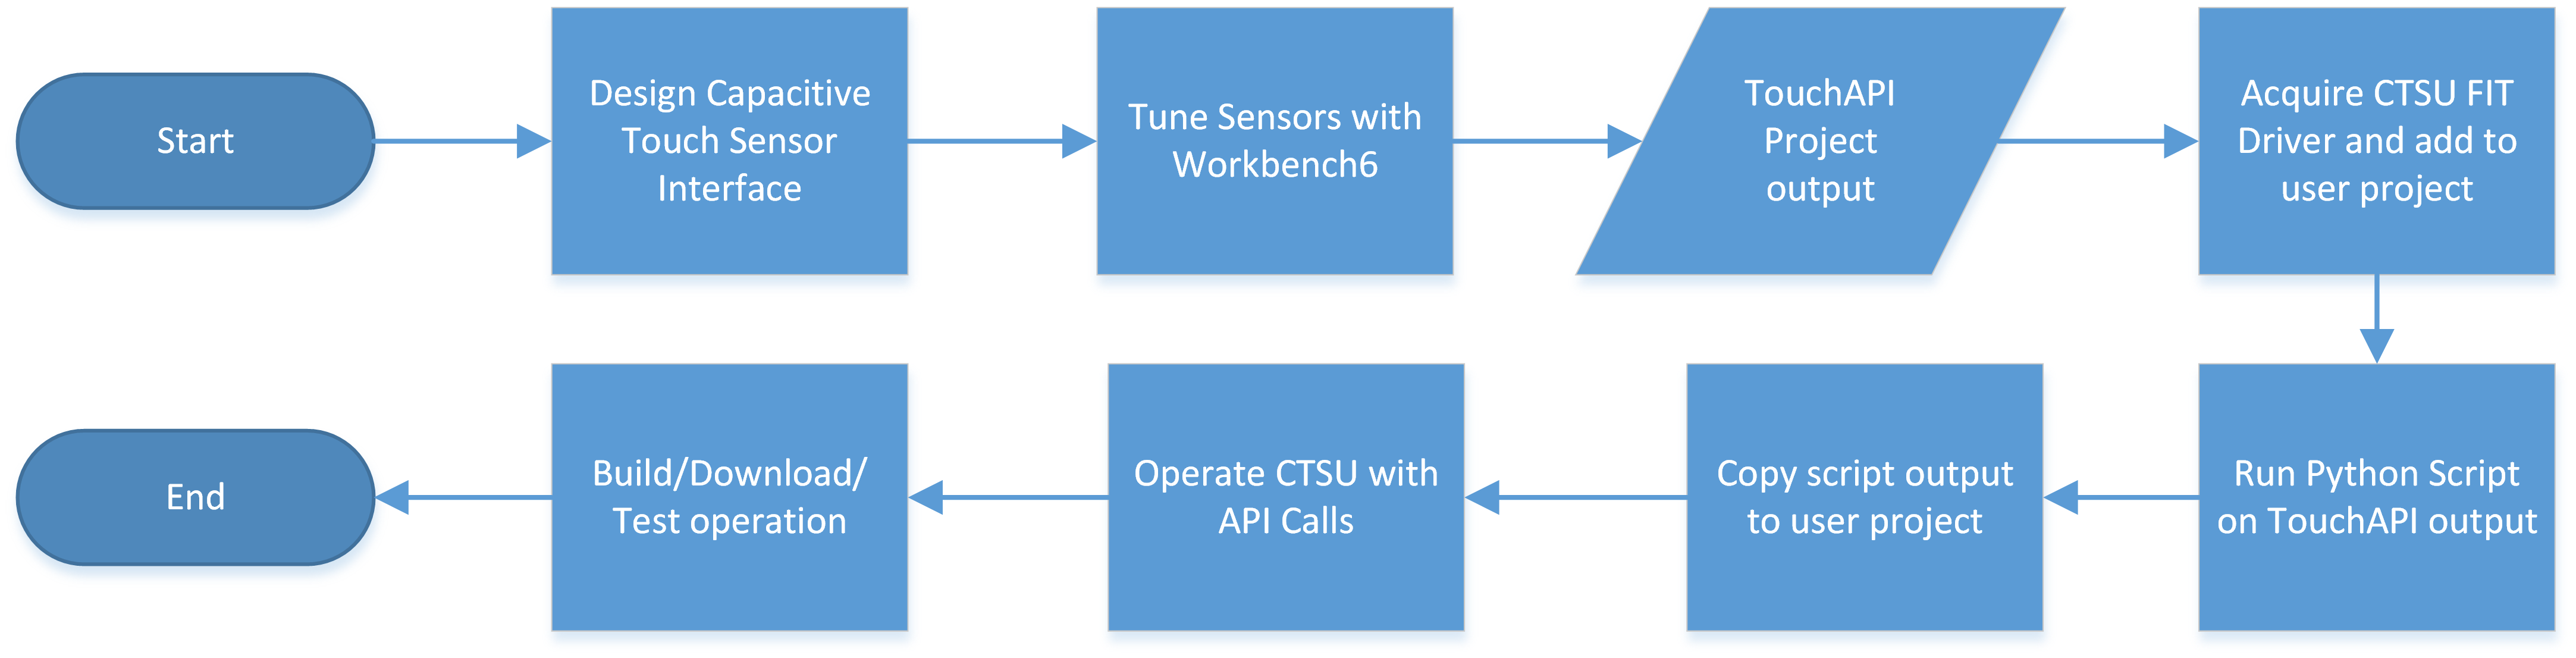 Start
Design Capacitive
Touch Sensor
Interface
Tune Sensors with
Workbench6
TouchAPI
Project
output
Acquire CTSU FIT
Driver and add to
user project
Run Python Script
on TouchAPI output
Copy script output
to user project
Operate CTSU with
API Calls
Build/Download/
Test operation
End